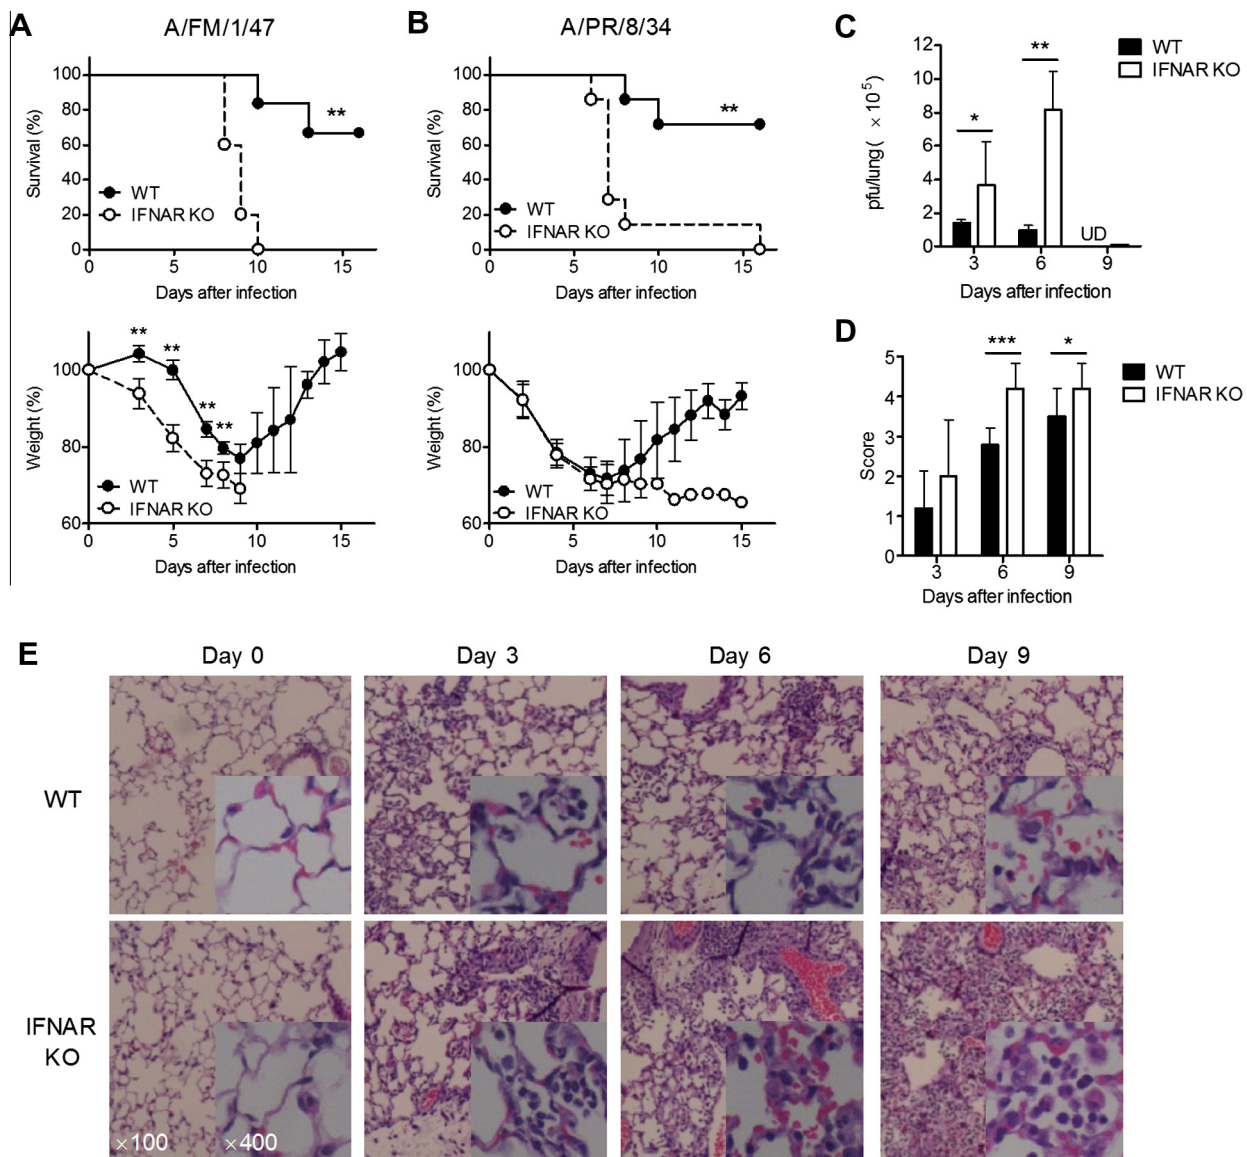 A
A/FM/1/47
Survival (%)
100
80
60
40
20
0
**
WT
IFNAR KO
0 5 10 15
Days after infection
Weight (%)
100
80
60
** ** ** **
WT
IFNAR KO
0 5 10 15
Days after infection
B
A/PR/8/34
Survival (%)
100
80
60
40
20
0
**
WT
IFNAR KO
0 5 10 15
Days after infection
Weight (%)
100
80
60
WT
IFNAR KO
0 5 10 15
Days after infection
C
pfu/lung ( × 10⁵)
12
10
8
6
4
2
0
* **
UD
WT
IFNAR KO
3 6 9
Days after infection
D
Score
5
4
3
2
1
0
*** *
WT
IFNAR KO
3 6 9
Days after infection
E
Day 0 Day 3 Day 6 Day 9
WT
IFNAR
KO
×100 ×400